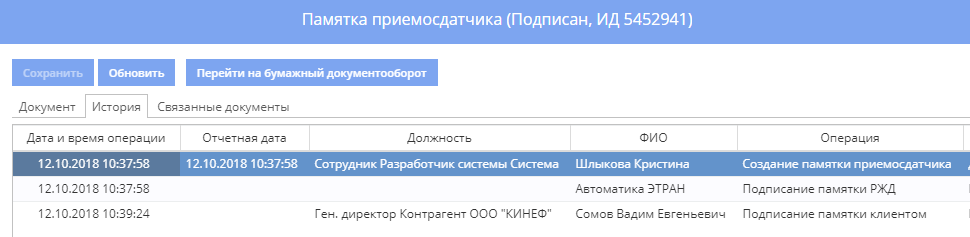 Памятка приемосдатчика (Подписан, ИД 5452941)
Сохранить Обновить Перейти на бумажный документооборот
Документ История Связанные документы
Дата и время операции Отчетная дата Должность ФИО Операция
12.10.2018 10:37:58 12.10.2018 10:37:58 Сотрудник Разработчик системы Система Шлыкова Кристина Создание памятки приемосдатчика
12.10.2018 10:37:58 Автоматика ЭТРАН Подписание памятки РЖД
12.10.2018 10:39:24 Ген. директор Контрагент ООО "КИНЕФ" Сомов Вадим Евгеньевич Подписание памятки клиентом